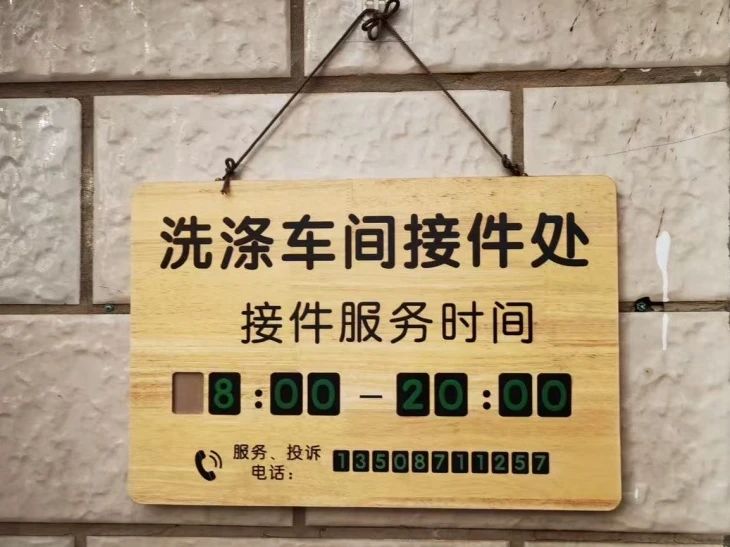 洗涤车间接件处
接件服务时间
8:00-20:00
服务、投诉
电话：
13508711257